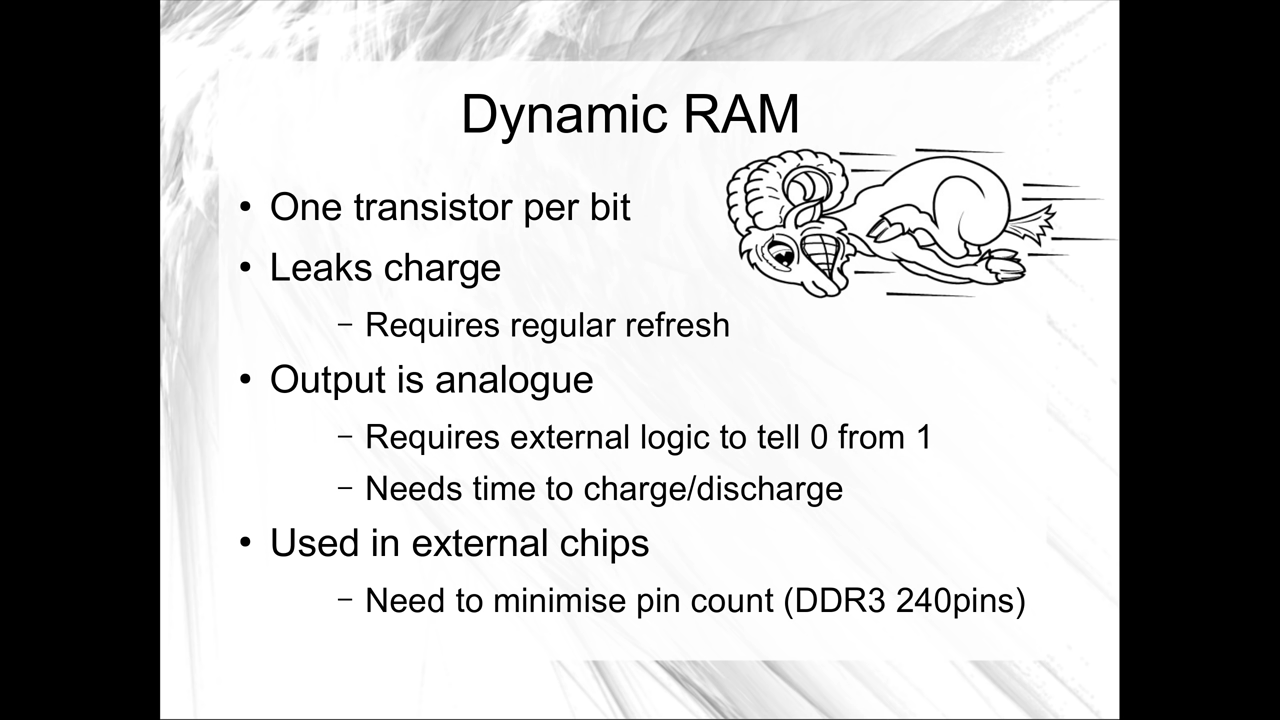 Dynamic RAM
• One transistor per bit
• Leaks charge
– Requires regular refresh
• Output is analogue
– Requires external logic to tell 0 from 1
– Needs time to charge/discharge
• Used in external chips
– Need to minimise pin count (DDR3 240pins)